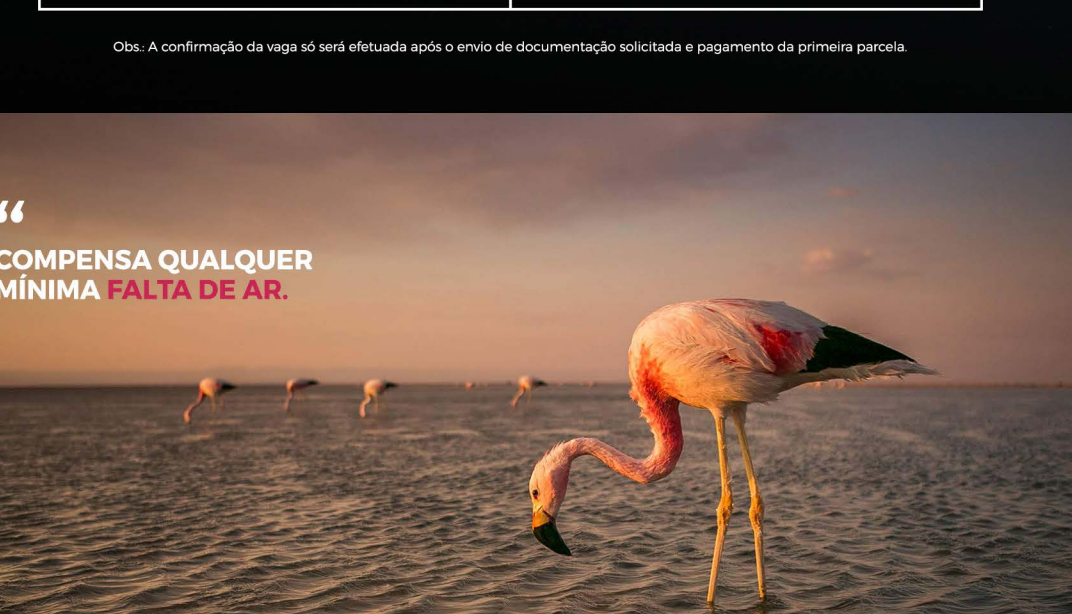 Obs.: A confirmação da vaga só será efetuada após o envio de documentação solicitada e pagamento da primeira parcela.
“
COMPENSA QUALQUER
MÍNIMA FALTA DE AR.